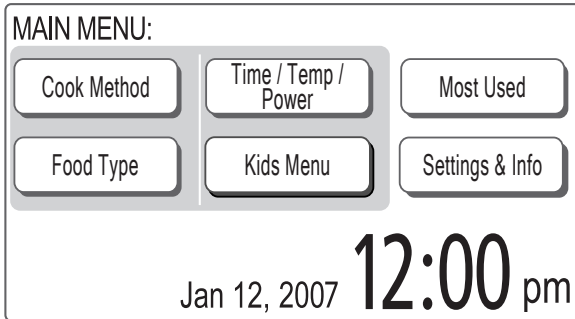 MAIN MENU:
Cook Method
Time / Temp /
Power
Most Used
Food Type
Kids Menu
Settings & Info
Jan 12, 2007 12:00 pm